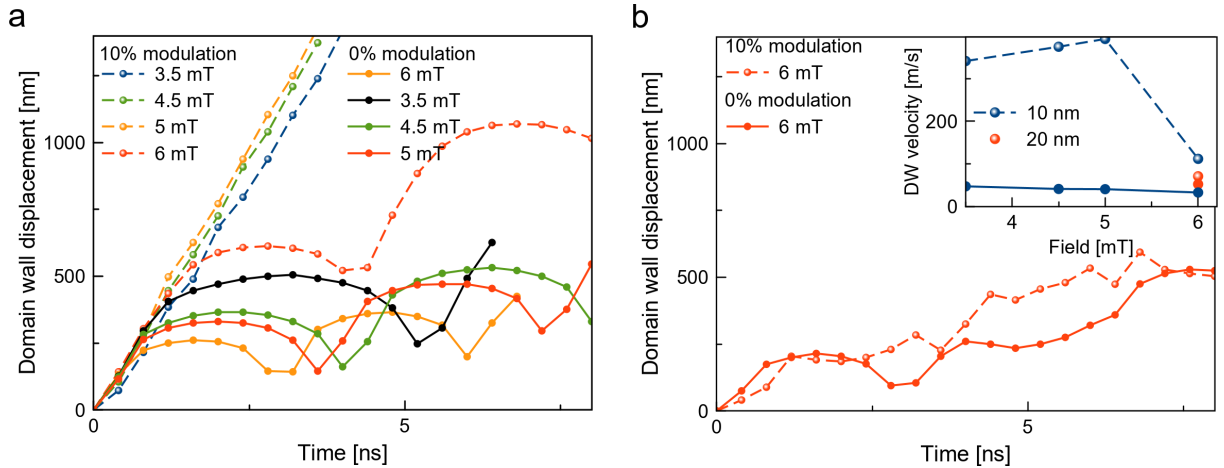 a
10% modulation
3.5 mT
4.5 mT
5 mT
6 mT
0% modulation
6 mT
3.5 mT
4.5 mT
5 mT
Domain wall displacement [nm]
1000
500
0
0
5
Time [ns]
b
10% modulation
6 mT
0% modulation
6 mT
Domain wall displacement [nm]
1000
500
0
0
5
Time [ns]
DW velocity [m/s]
200
0
10 nm
20 nm
4
5
6
Field [mT]